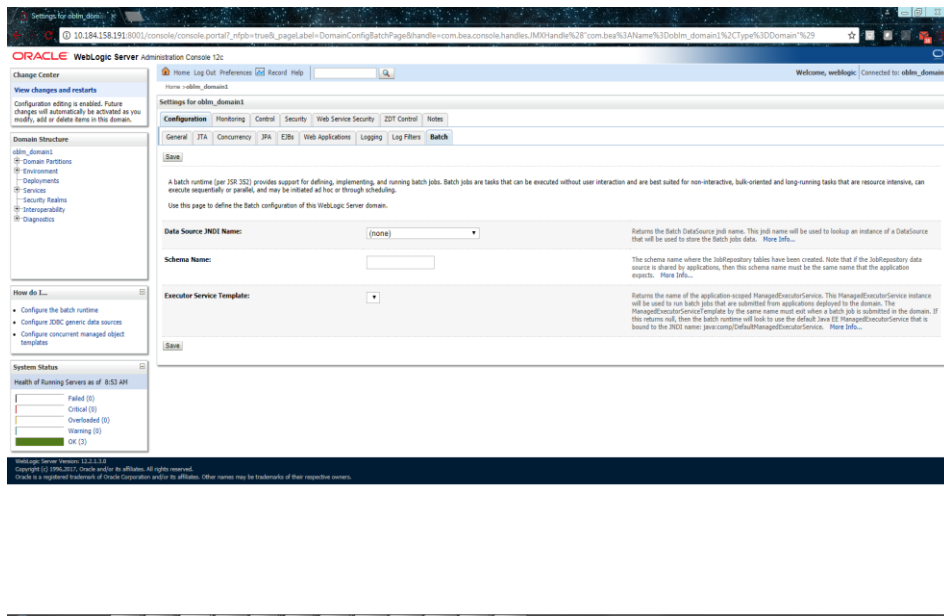 Settings for oblm_dom
10.184.158.191:8001/console/console.portal?_nfpb=true&_pageLabel=DomainConfigBatchPage&handle=com.bea.console.handles.JMXHandle%28"com.bea%3AName%3Doblm_domain1%2CType%3DDomain"%29
ORACLE WebLogic Server Administration Console 12c
Change Center
View changes and restarts
Configuration editing is enabled. Future
changes will automatically be activated as you
modify, add or delete items in this domain.
Domain Structure
oblm_domain1
Domain Partitions
Environment
Deployments
Services
Security Realms
Interoperability
Diagnostics
How do I...
Configure the batch runtime
Configure JDBC generic data sources
Configure concurrent managed object
templates
System Status
Health of Running Servers as of 8:53 AM
Failed (0)
Critical (0)
Overloaded (0)
Warning (0)
OK (3)
Home Log Out Preferences Record Help
Welcome, weblogic Connected to: oblm_domain
Home >oblm_domain1
Settings for oblm_domain1
Configuration Monitoring Control Security Web Service Security ZDT Control Notes
General JTA Concurrency JPA EJBs Web Applications Logging Log Filters Batch
Save
A batch runtime (per JSR 352) provides support for defining, implementing, and running batch jobs. Batch jobs are tasks that can be executed without user interaction and are best suited for non-interactive, bulk-oriented and long-running tasks that are resource intensive, can
execute sequentially or parallel, and may be initiated ad hoc or through scheduling.
Use this page to define the Batch configuration of this WebLogic Server domain.
Data Source JNDI Name:
(none)
Returns the Batch DataSource jndi name. This jndi name will be used to lookup an instance of a DataSource
that will be used to store the Batch jobs data. More Info...
Schema Name:
The schema name where the JobRepository tables have been created. Note that if the JobRepository data
source is shared by applications, then this schema name must be the same name that the application
expects. More Info...
Executor Service Template:
Returns the name of the application-scoped ManagedExecutorService. This ManagedExecutorService instance
will be used to run batch jobs that are submitted from applications deployed to the domain. The
ManagedExecutorServiceTemplate by the same name must exit when a batch job is submitted in the domain. If
this returns null, then the batch runtime will look to use the default Java EE ManagedExecutorService that is
bound to the JNDI name: java:comp/DefaultManagedExecutorService. More Info...
Save
WebLogic Server Version: 12.2.1.3.0
Copyright (c) 1996,2017, Oracle and/or its affiliates. All rights reserved.
Oracle is a registered trademark of Oracle Corporation and/or its affiliates. Other names may be trademarks of their respective owners.